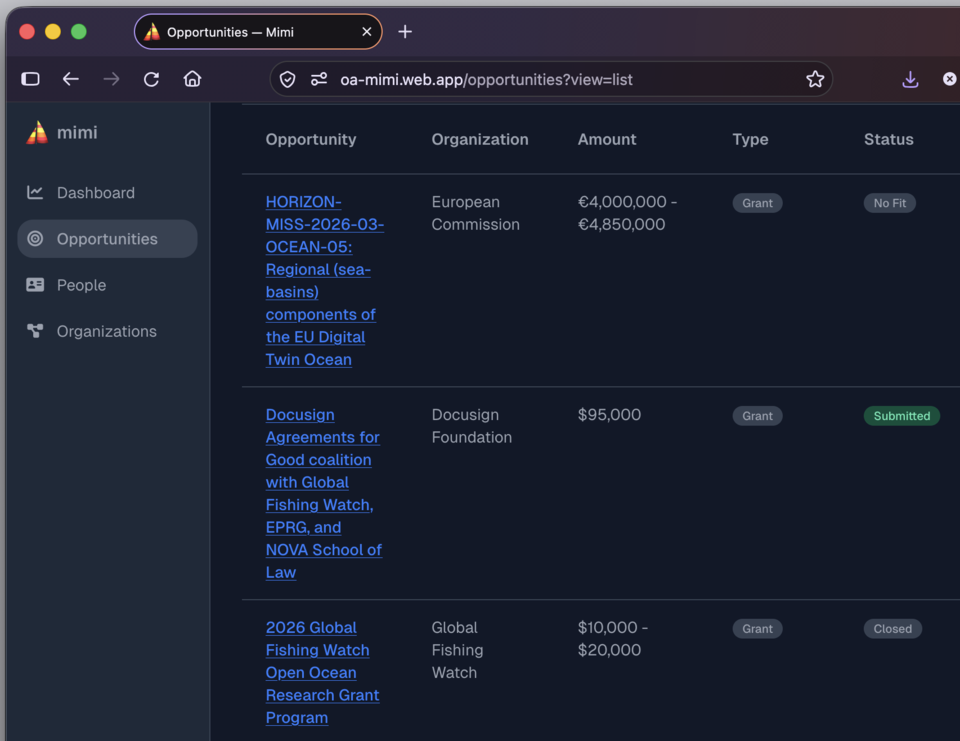 Opportunities — Mimi
oa-mimi.web.app/opportunities?view=list
mimi
Dashboard
Opportunities
People
Organizations
Opportunity
Organization
Amount
Type
Status
HORIZON-
MISS-2026-03-
OCEAN-05:
Regional (sea-
basins)
components of
the EU Digital
Twin Ocean
European
Commission
€4,000,000 -
€4,850,000
Grant
No Fit
Docusign
Agreements for
Good coalition
with Global
Fishing Watch,
EPRG, and
NOVA School of
Law
Docusign
Foundation
$95,000
Grant
Submitted
2026 Global
Fishing Watch
Open Ocean
Research Grant
Program
Global
Fishing
Watch
$10,000 -
$20,000
Grant
Closed